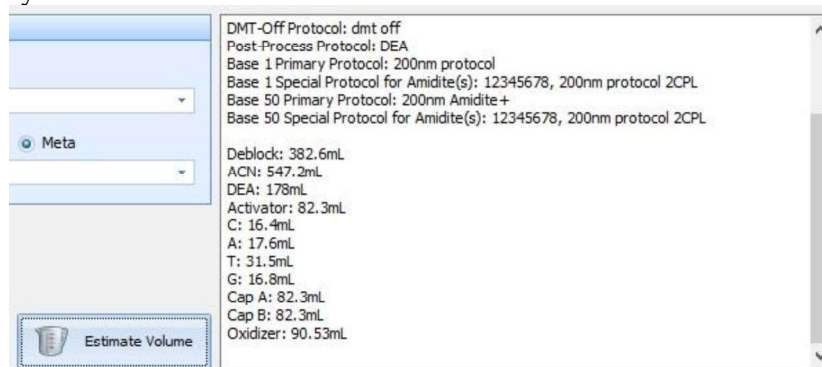 DMT-Off Protocol: dmt off
Post-Process Protocol: DEA
Base 1 Primary Protocol: 200nm protocol
Base 1 Special Protocol for Amidite(s): 12345678, 200nm protocol 2CPL
Base 50 Primary Protocol: 200nm Amidite+
Base 50 Special Protocol for Amidite(s): 12345678, 200nm protocol 2CPL
Meta
Deblock: 382.6mL
ACN: 547.2mL
DEA: 178mL
Activator: 82.3mL
C: 16.4mL
A: 17.6mL
T: 31.5mL
G: 16.8mL
Cap A: 82.3mL
Cap B: 82.3mL
Oxidizer: 90.53mL
Estimate Volume